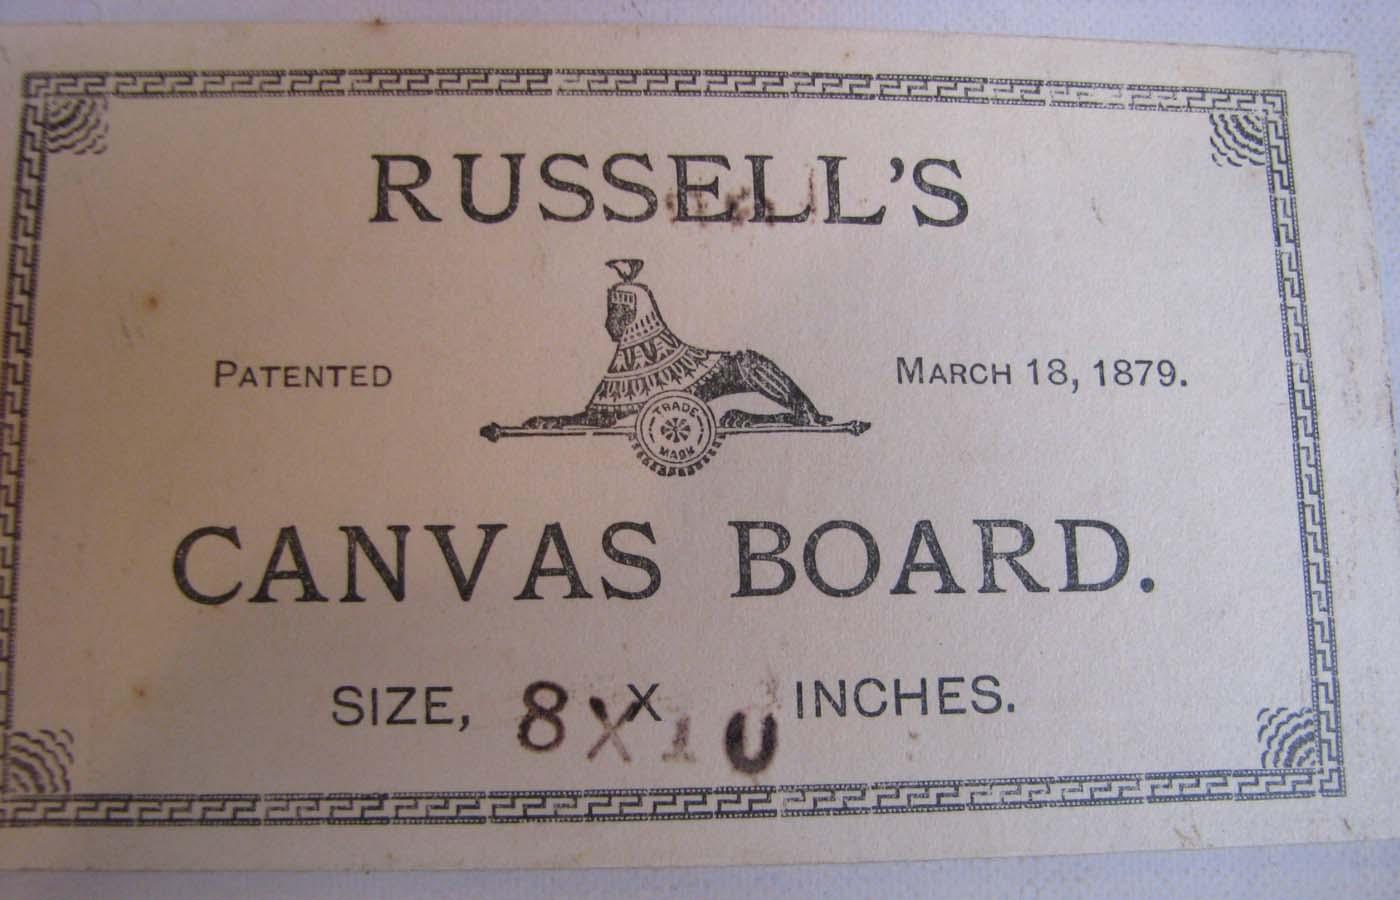 RUSSELL'S
TRADE
MARK
PATENTED MARCH 18, 1879.
CANVAS BOARD.
SIZE, 8 X X 10 INCHES.